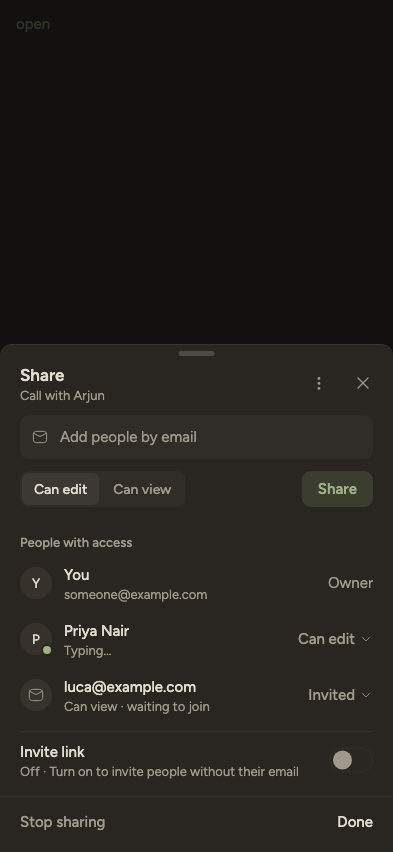 open
Share
Call with Arjun
Add people by email
Can edit
Can view
Share
People with access
Y
You
someone@example.com
Owner
P
Priya Nair
Typing...
Can edit
luca@example.com
Can view · waiting to join
Invited
Invite link
Off · Turn on to invite people without their email
Stop sharing
Done